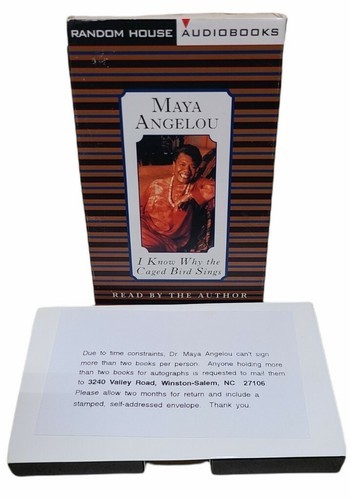 RANDOM HOUSE AUDIOBOOKS
MAYA
ANGELOU
I Know Why the
Caged Bird Sings
READ BY THE AUTHOR
Due to time constraints, Dr Maya Angelou can't sign
more than two books per person. Anyone holding more
than two books for autographs is requested to mail them
to 3240 Valley Road, Winston-Salem, NC 27106
Please allow two months for return and include a
stamped, self-addressed envelope. Thank you